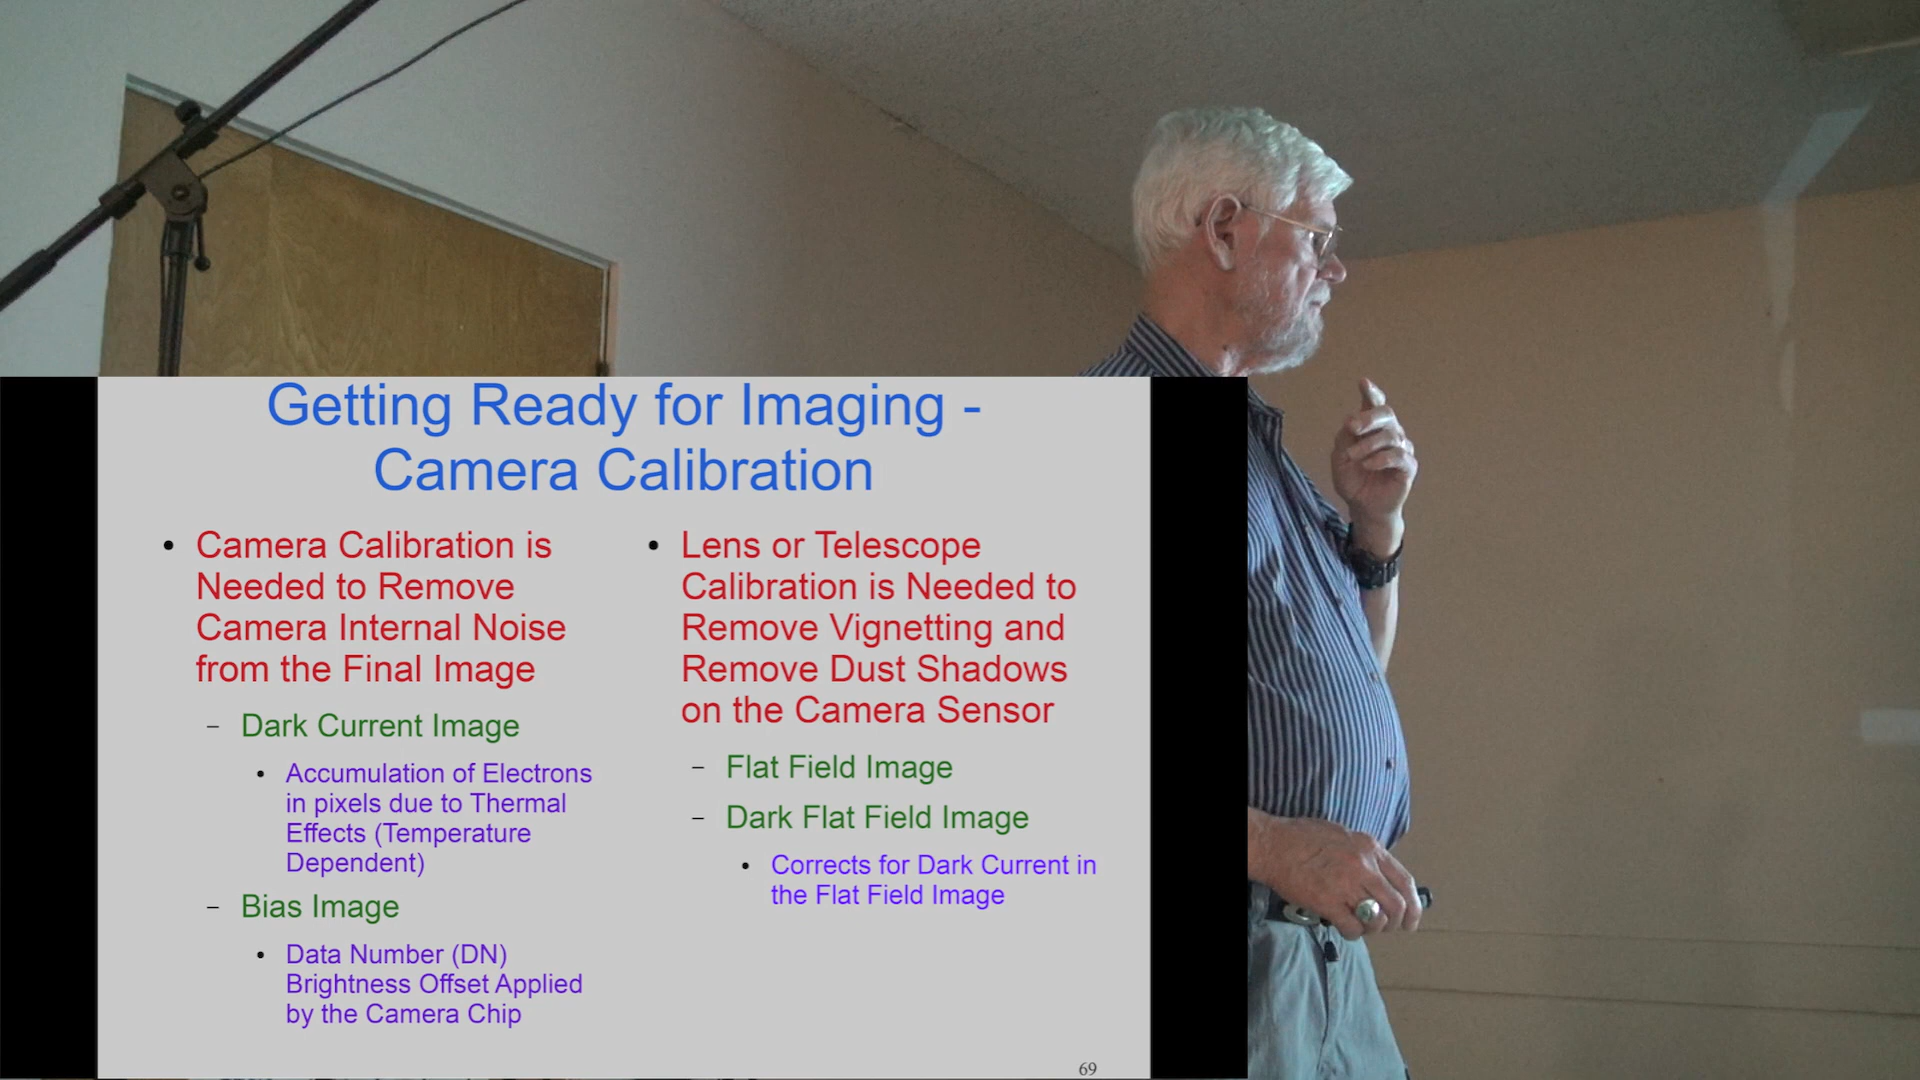 Getting Ready for Imaging -
Camera Calibration
• Camera Calibration is
Needed to Remove
Camera Internal Noise
from the Final Image
– Dark Current Image
• Accumulation of Electrons
in pixels due to Thermal
Effects (Temperature
Dependent)
– Bias Image
• Data Number (DN)
Brightness Offset Applied
by the Camera Chip
• Lens or Telescope
Calibration is Needed to
Remove Vignetting and
Remove Dust Shadows
on the Camera Sensor
– Flat Field Image
– Dark Flat Field Image
• Corrects for Dark Current in
the Flat Field Image
69